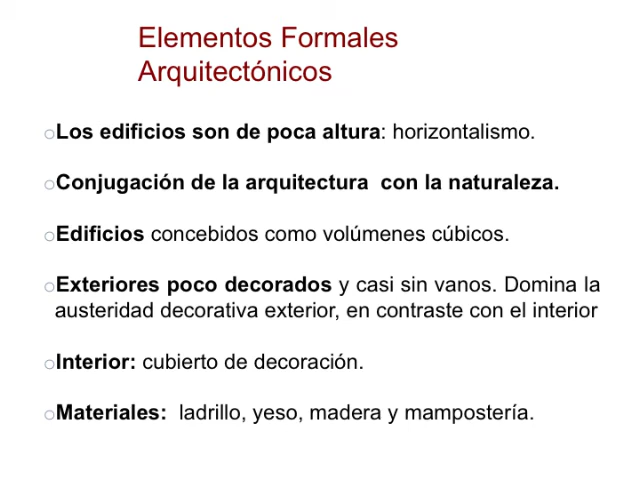 Elementos Formales
Arquitectónicos
oLos edificios son de poca altura: horizontalismo.
oConjugación de la arquitectura  con la naturaleza.
oEdificios concebidos como volúmenes cúbicos.
oExteriores poco decorados y casi sin vanos. Domina la
austeridad decorativa exterior, en contraste con el interior
oInterior: cubierto de decoración.
oMateriales:  ladrillo, yeso, madera y mampostería.